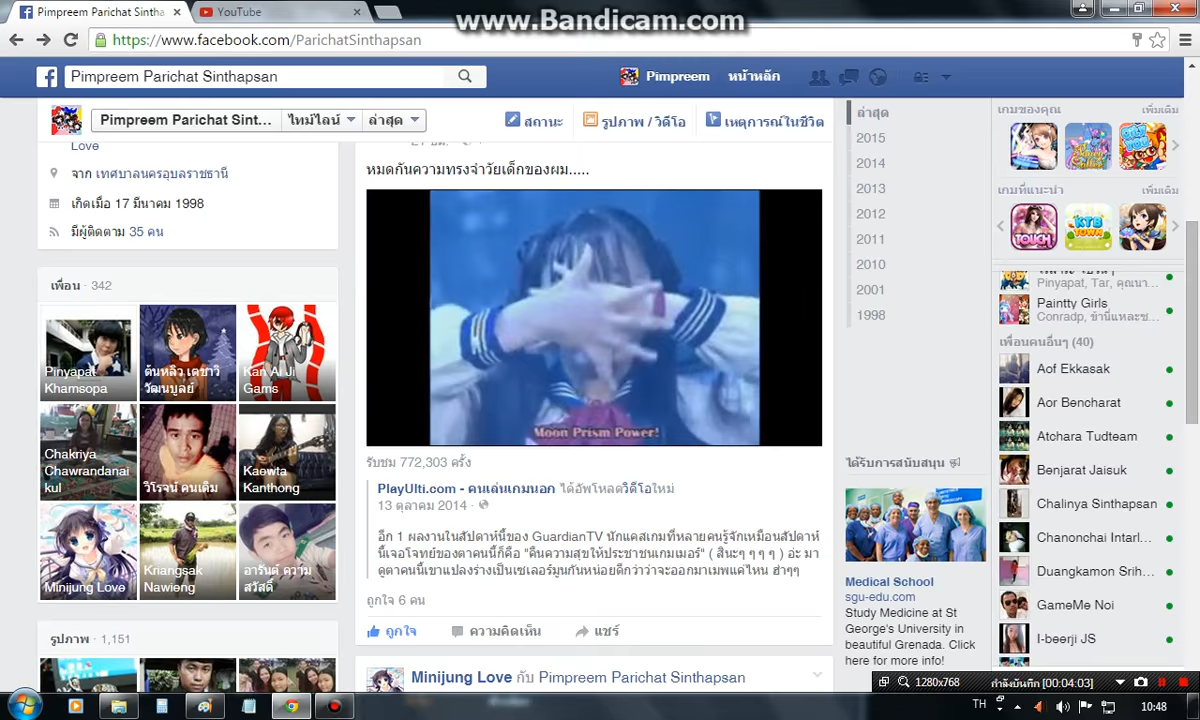 www.Bandicam.com
Pimpreem Parichat Sintha
YouTube
https://www.facebook.com/ParichatSinthapsan
Pimpreem Parichat Sinthapsan
Pimpreem
หน้าหลัก
Pimpreem Parichat Sint...
ไทม์ไลน์
ล่าสุด
สถานะ
รูปภาพ / วิดีโอ
เหตุการณ์ในชีวิต
Love
จาก เทศบาลนครอุบลราชธานี
เกิดเมื่อ 17 มีนาคม 1998
มีผู้ติดตาม 35 คน
เพื่อน · 342
Pinyapat
Khamsopa
ต้นหลิว เดชาวิ
วัฒนบูลย์
Kan Ai Ji
Gams
Chakriya
Chawrandanai
kul
วิโรจน์ คนเดิม
Kaewta
Kanthong
Minijung Love
Kriangsak
Nawieng
อารันด์ ความ
สวัสดิ์
รูปภาพ · 1,151
หมดกันความทรงจำวัยเด็กของผม.....
Moon Prism Power!
รับชม 772,303 ครั้ง
PlayUlti.com - คนเล่นเกมนอก ได้อัพโหลดวิดีโอใหม่
13 ตุลาคม 2014 ·
อีก 1 ผลงานในสัปดาห์นี้ของ GuardianTV นักแคสเกมที่หลายคนรู้จักเหมือนสัปดาห์
นี้เจอโจทย์ของตาคนนี้ก็คือ "คืนความสุขให้ประชาชนเกมเมอร์" ( สินะๆ ๆ ๆ ๆ ) อ่ะ มา
ดูตาคนนี้เขาแปลงร่างเป็นเซเลอร์มูนกันหน่อยดีกว่าว่าจะออกมาเมพแค่ไหน ฮ่าๆๆ
ถูกใจ 6 คน
ถูกใจ
ความคิดเห็น
แชร์
Minijung Love กับ Pimpreem Parichat Sinthapsan
ล่าสุด
2015
2014
2013
2012
2011
2010
2001
1998
ได้รับการสนับสนุน
Medical School
sgu-edu.com
Study Medicine at St
George's University in
beautiful Grenada. Click
here for more info!
เกมของคุณ
เพิ่มเติม
เกมที่แนะนำ
เพิ่มเติม
TOUCH
KTB
TOWN
Pinyapat, Tar, คุณนา...
Paintty Girls
Conradp, ข้านี่แหละช...
เพื่อนคนอื่นๆ (40)
Aof Ekkasak
Aor Bencharat
Atchara Tudteam
Benjarat Jaisuk
Chalinya Sinthapsan
Chanonchai Intarl...
Duangkamon Srih...
GameMe Noi
I-beerji JS
1280x768
กำลังบันทึก [00:04:03]
TH
10:48